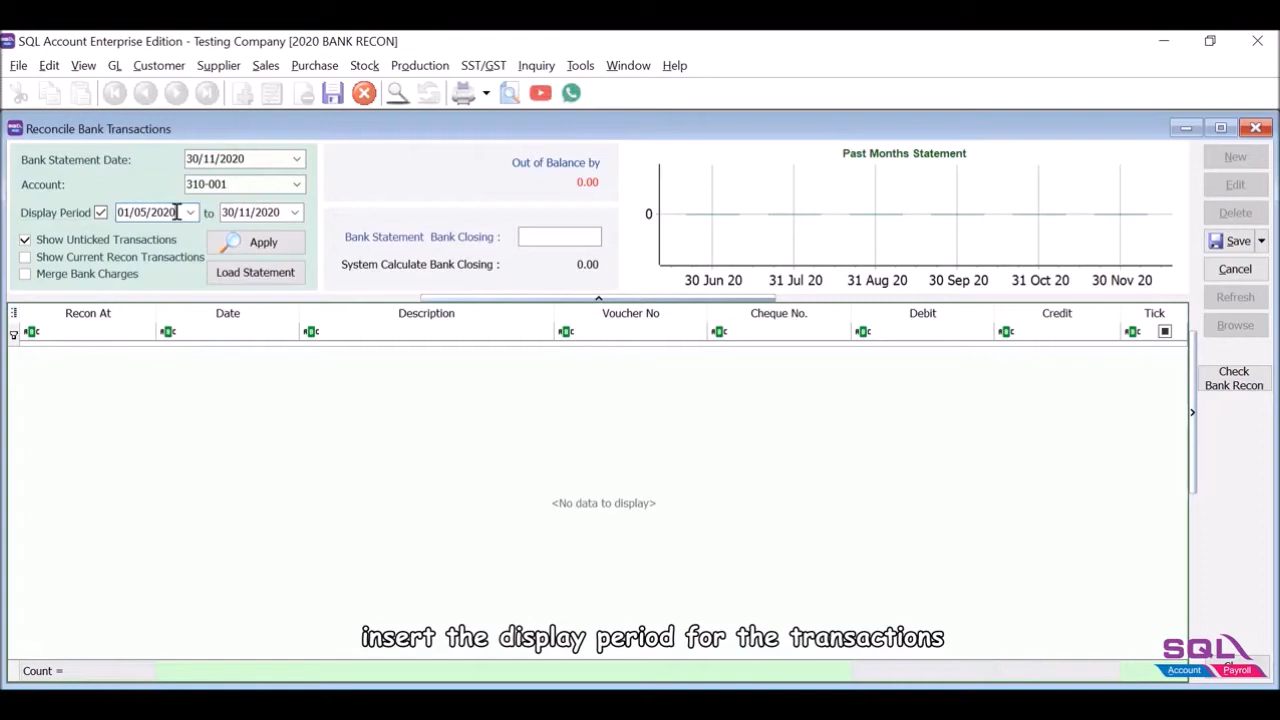 SQL Account Enterprise Edition - Testing Company [2020 BANK RECON]
File Edit View GL Customer Supplier Sales Purchase Stock Production SST/GST Inquiry Tools Window Help
Reconcile Bank Transactions
Bank Statement Date: 30/11/2020
Account: 310-001
Display Period 01/05/2020 to 30/11/2020
Show Unticked Transactions
Apply
Show Current Recon Transactions
Merge Bank Charges
Load Statement
Out of Balance by
0.00
Bank Statement Bank Closing :
System Calculate Bank Closing : 0.00
Past Months Statement
0
30 Jun 20 31 Jul 20 31 Aug 20 30 Sep 20 31 Oct 20 30 Nov 20
New
Edit
Delete
Save
Cancel
Refresh
Browse
Check
Bank Recon
Recon At Date Description Voucher No Cheque No. Debit Credit Tick
<No data to display>
insert the display period for the transactions
Count =
SQL
Account Payroll